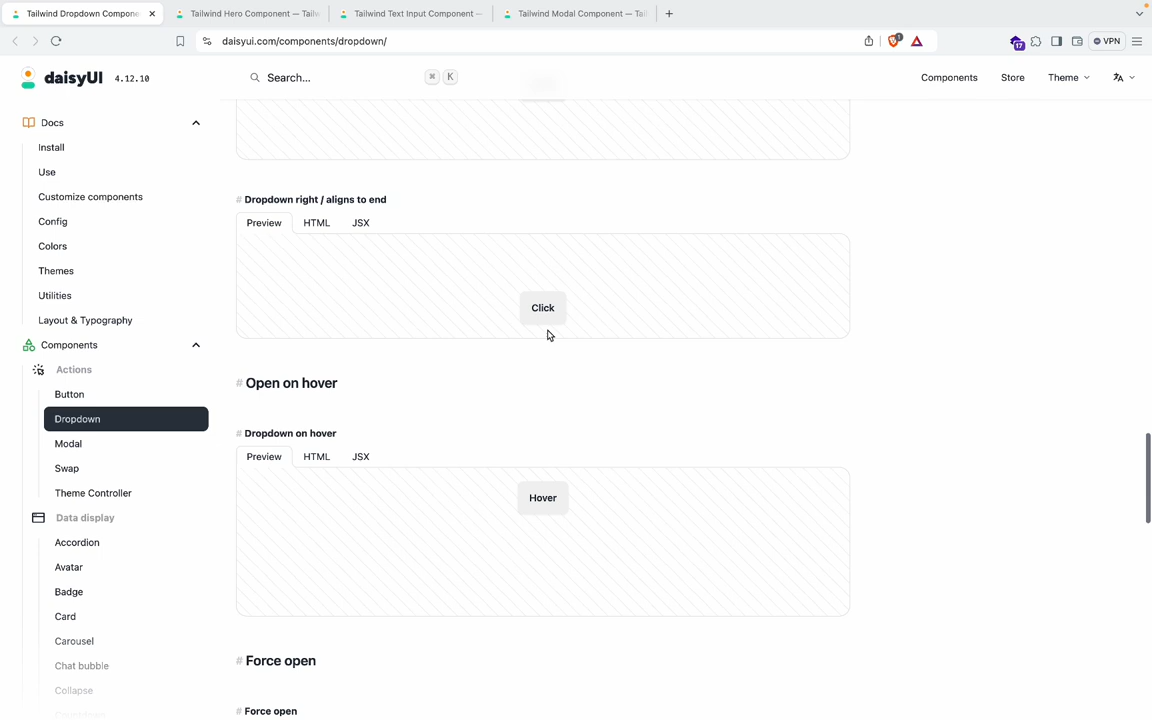 Tailwind Dropdown Compone
Tailwind Hero Component — Tailw
Tailwind Text Input Component —
Tailwind Modal Component — Tail
daisyui.com/components/dropdown/
1
17
VPN
daisyUI 4.12.10
Search...
⌘ K
Components
Store
Theme
Docs
Install
Use
Customize components
Config
Colors
Themes
Utilities
Layout & Typography
Components
Actions
Button
Dropdown
Modal
Swap
Theme Controller
Data display
Accordion
Avatar
Badge
Card
Carousel
Chat bubble
Collapse
Countdown
# Dropdown right / aligns to end
Preview HTML JSX
Click
# Open on hover
# Dropdown on hover
Preview HTML JSX
Hover
# Force open
# Force open